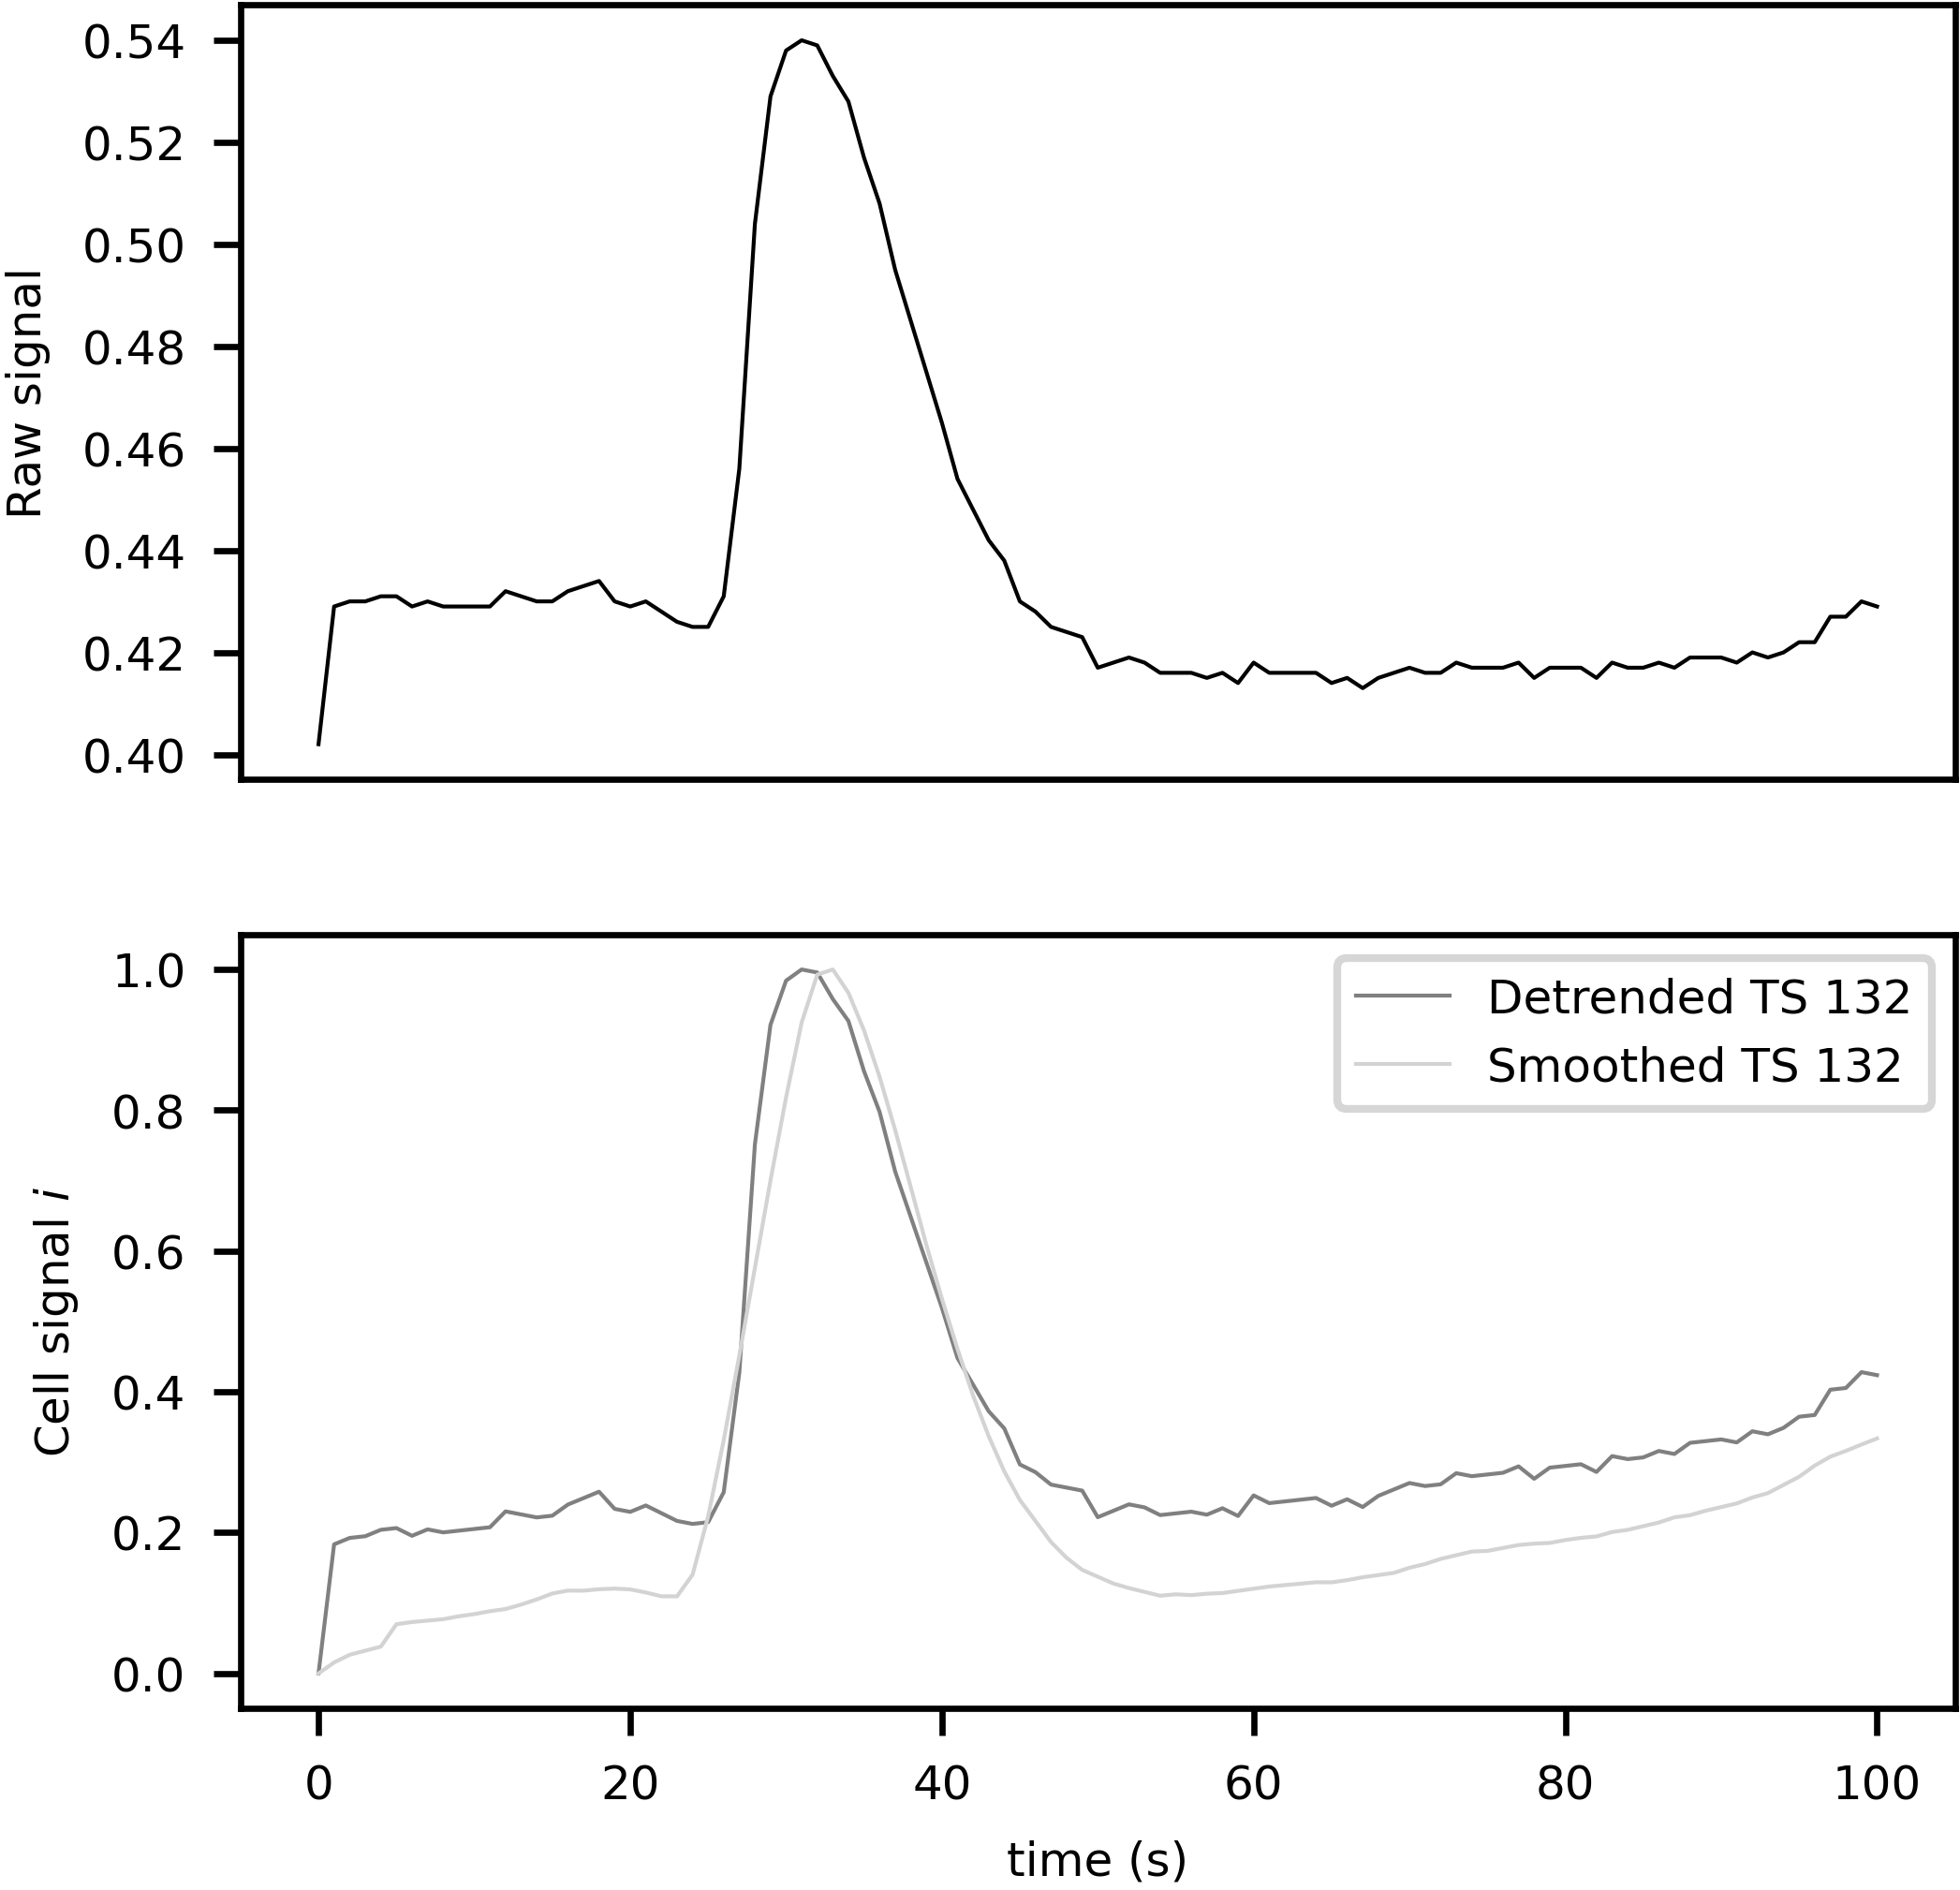 Raw signal
0.54
0.52
0.50
0.48
0.46
0.44
0.42
0.40
Cell signal i
1.0
0.8
0.6
0.4
0.2
0.0
Detrended TS 132
Smoothed TS 132
0 20 40 60 80 100
time (s)